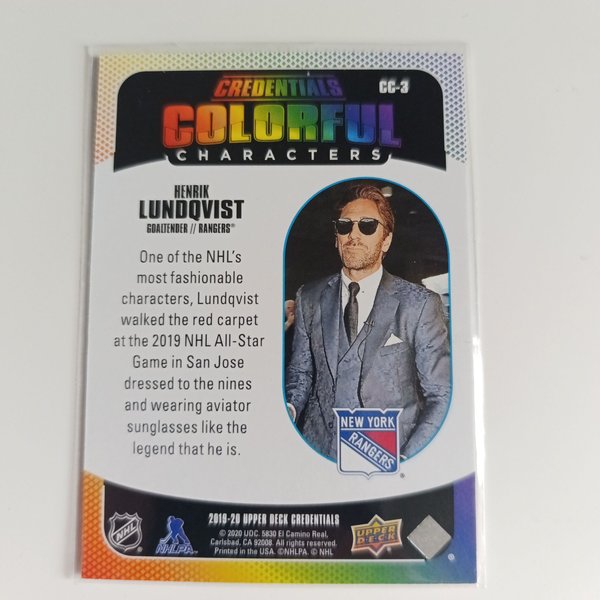 CREDENTIALS
CC-3
COLORFUL
CHARACTERS
HENRIK
LUNDQVIST
GOALTENDER // RANGERS®
One of the NHL's
most fashionable
characters, Lundqvist
walked the red carpet
at the 2019 NHL All-Star
Game in San Jose
dressed to the nines
and wearing aviator
sunglasses like the
legend that he is.
NEW YORK
RANGERS
®
2019-20 UPPER DECK CREDENTIALS
© 2020 UDC. 5830 El Camino Real,
Carlsbad, CA 92008. All rights reserved.
Printed in the USA. ©NHLPA. © NHL
NHL
NHLPA
UPPER
DECK
®